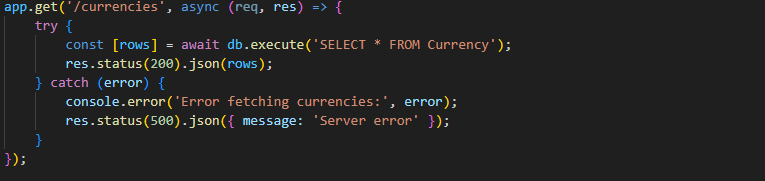 app.get('/currencies', async (req, res) => {
    try {
        const [rows] = await db.execute('SELECT * FROM Currency');
        res.status(200).json(rows);
    } catch (error) {
        console.error('Error fetching currencies:', error);
        res.status(500).json({ message: 'Server error' });
    }
});